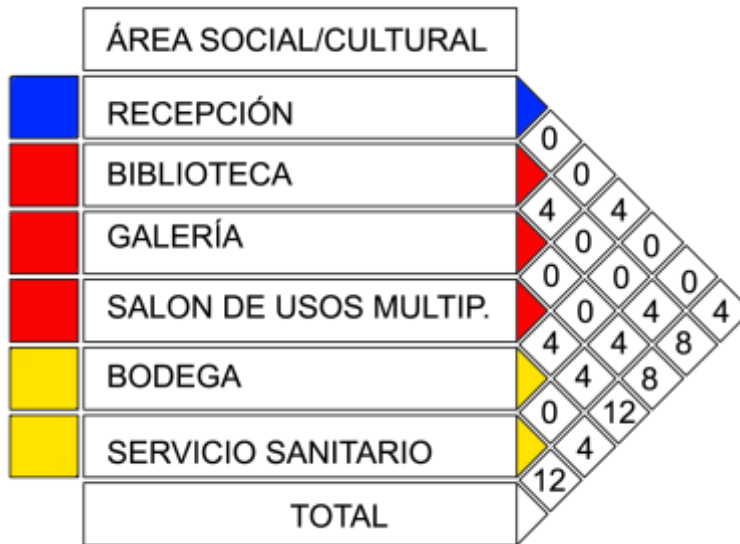 ÁREA SOCIAL/CULTURAL
RECEPCIÓN
0
BIBLIOTECA
0
4 4
GALERÍA
0 0
0 0 0
SALON DE USOS MULTIP.
0 4 4
4 4 8
BODEGA
4 8
0 12
SERVICIO SANITARIO
4
12
TOTAL